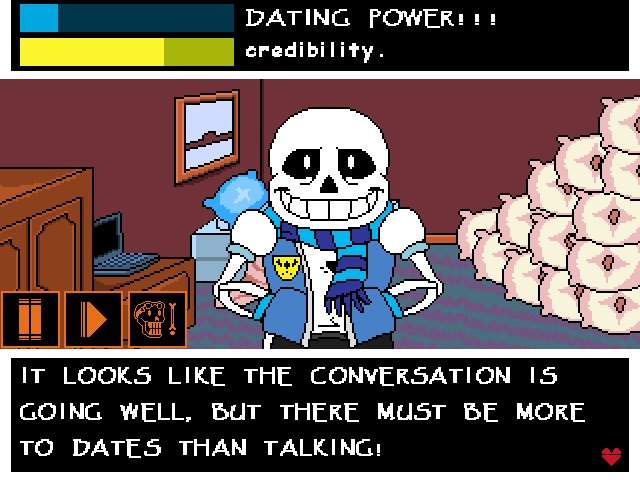 DATING POWER!!!
credibility.
IT LOOKS LIKE THE CONVERSATION IS
GOING WELL, BUT THERE MUST BE MORE
TO DATES THAN TALKING!